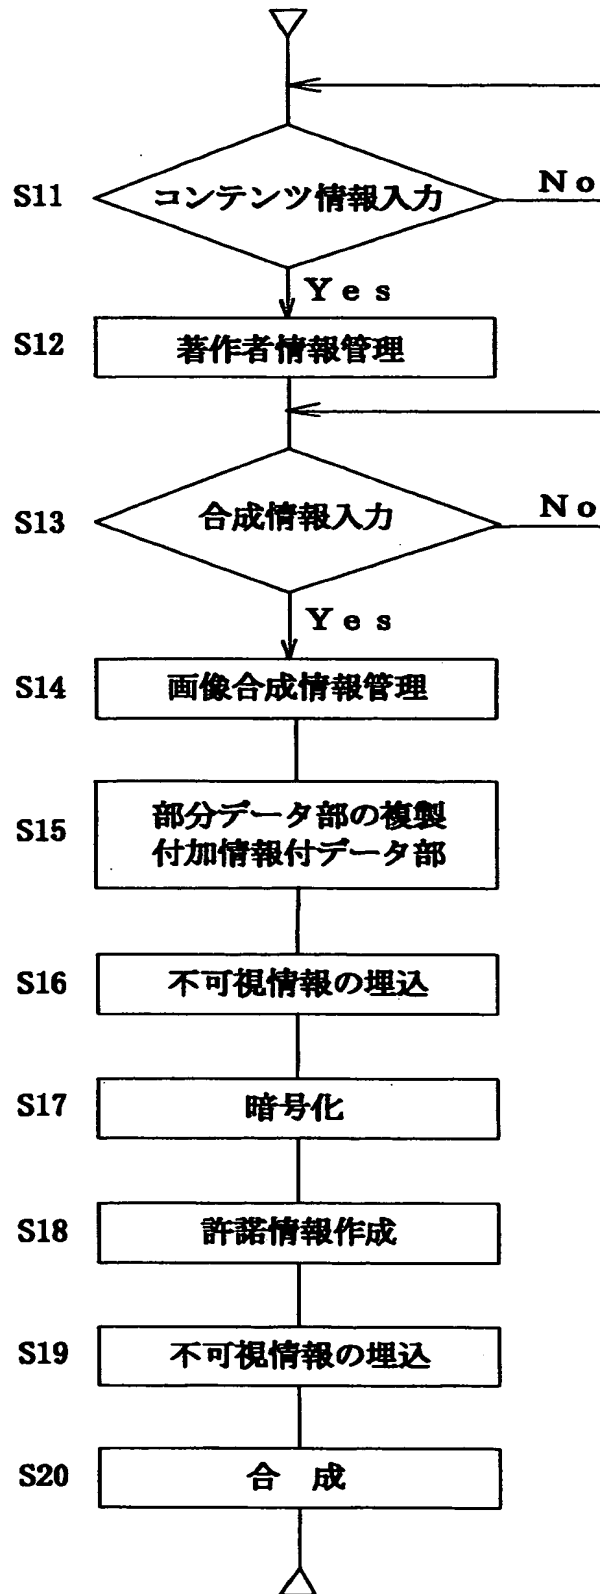 S11
コンテンツ情報入力
No
Yes
S12
著作者情報管理
S13
合成情報入力
No
Yes
S14
画像合成情報管理
S15
部分データ部の複製
付加情報付データ部
S16
不可視情報の埋込
S17
暗号化
S18
許諾情報作成
S19
不可視情報の埋込
S20
合　成